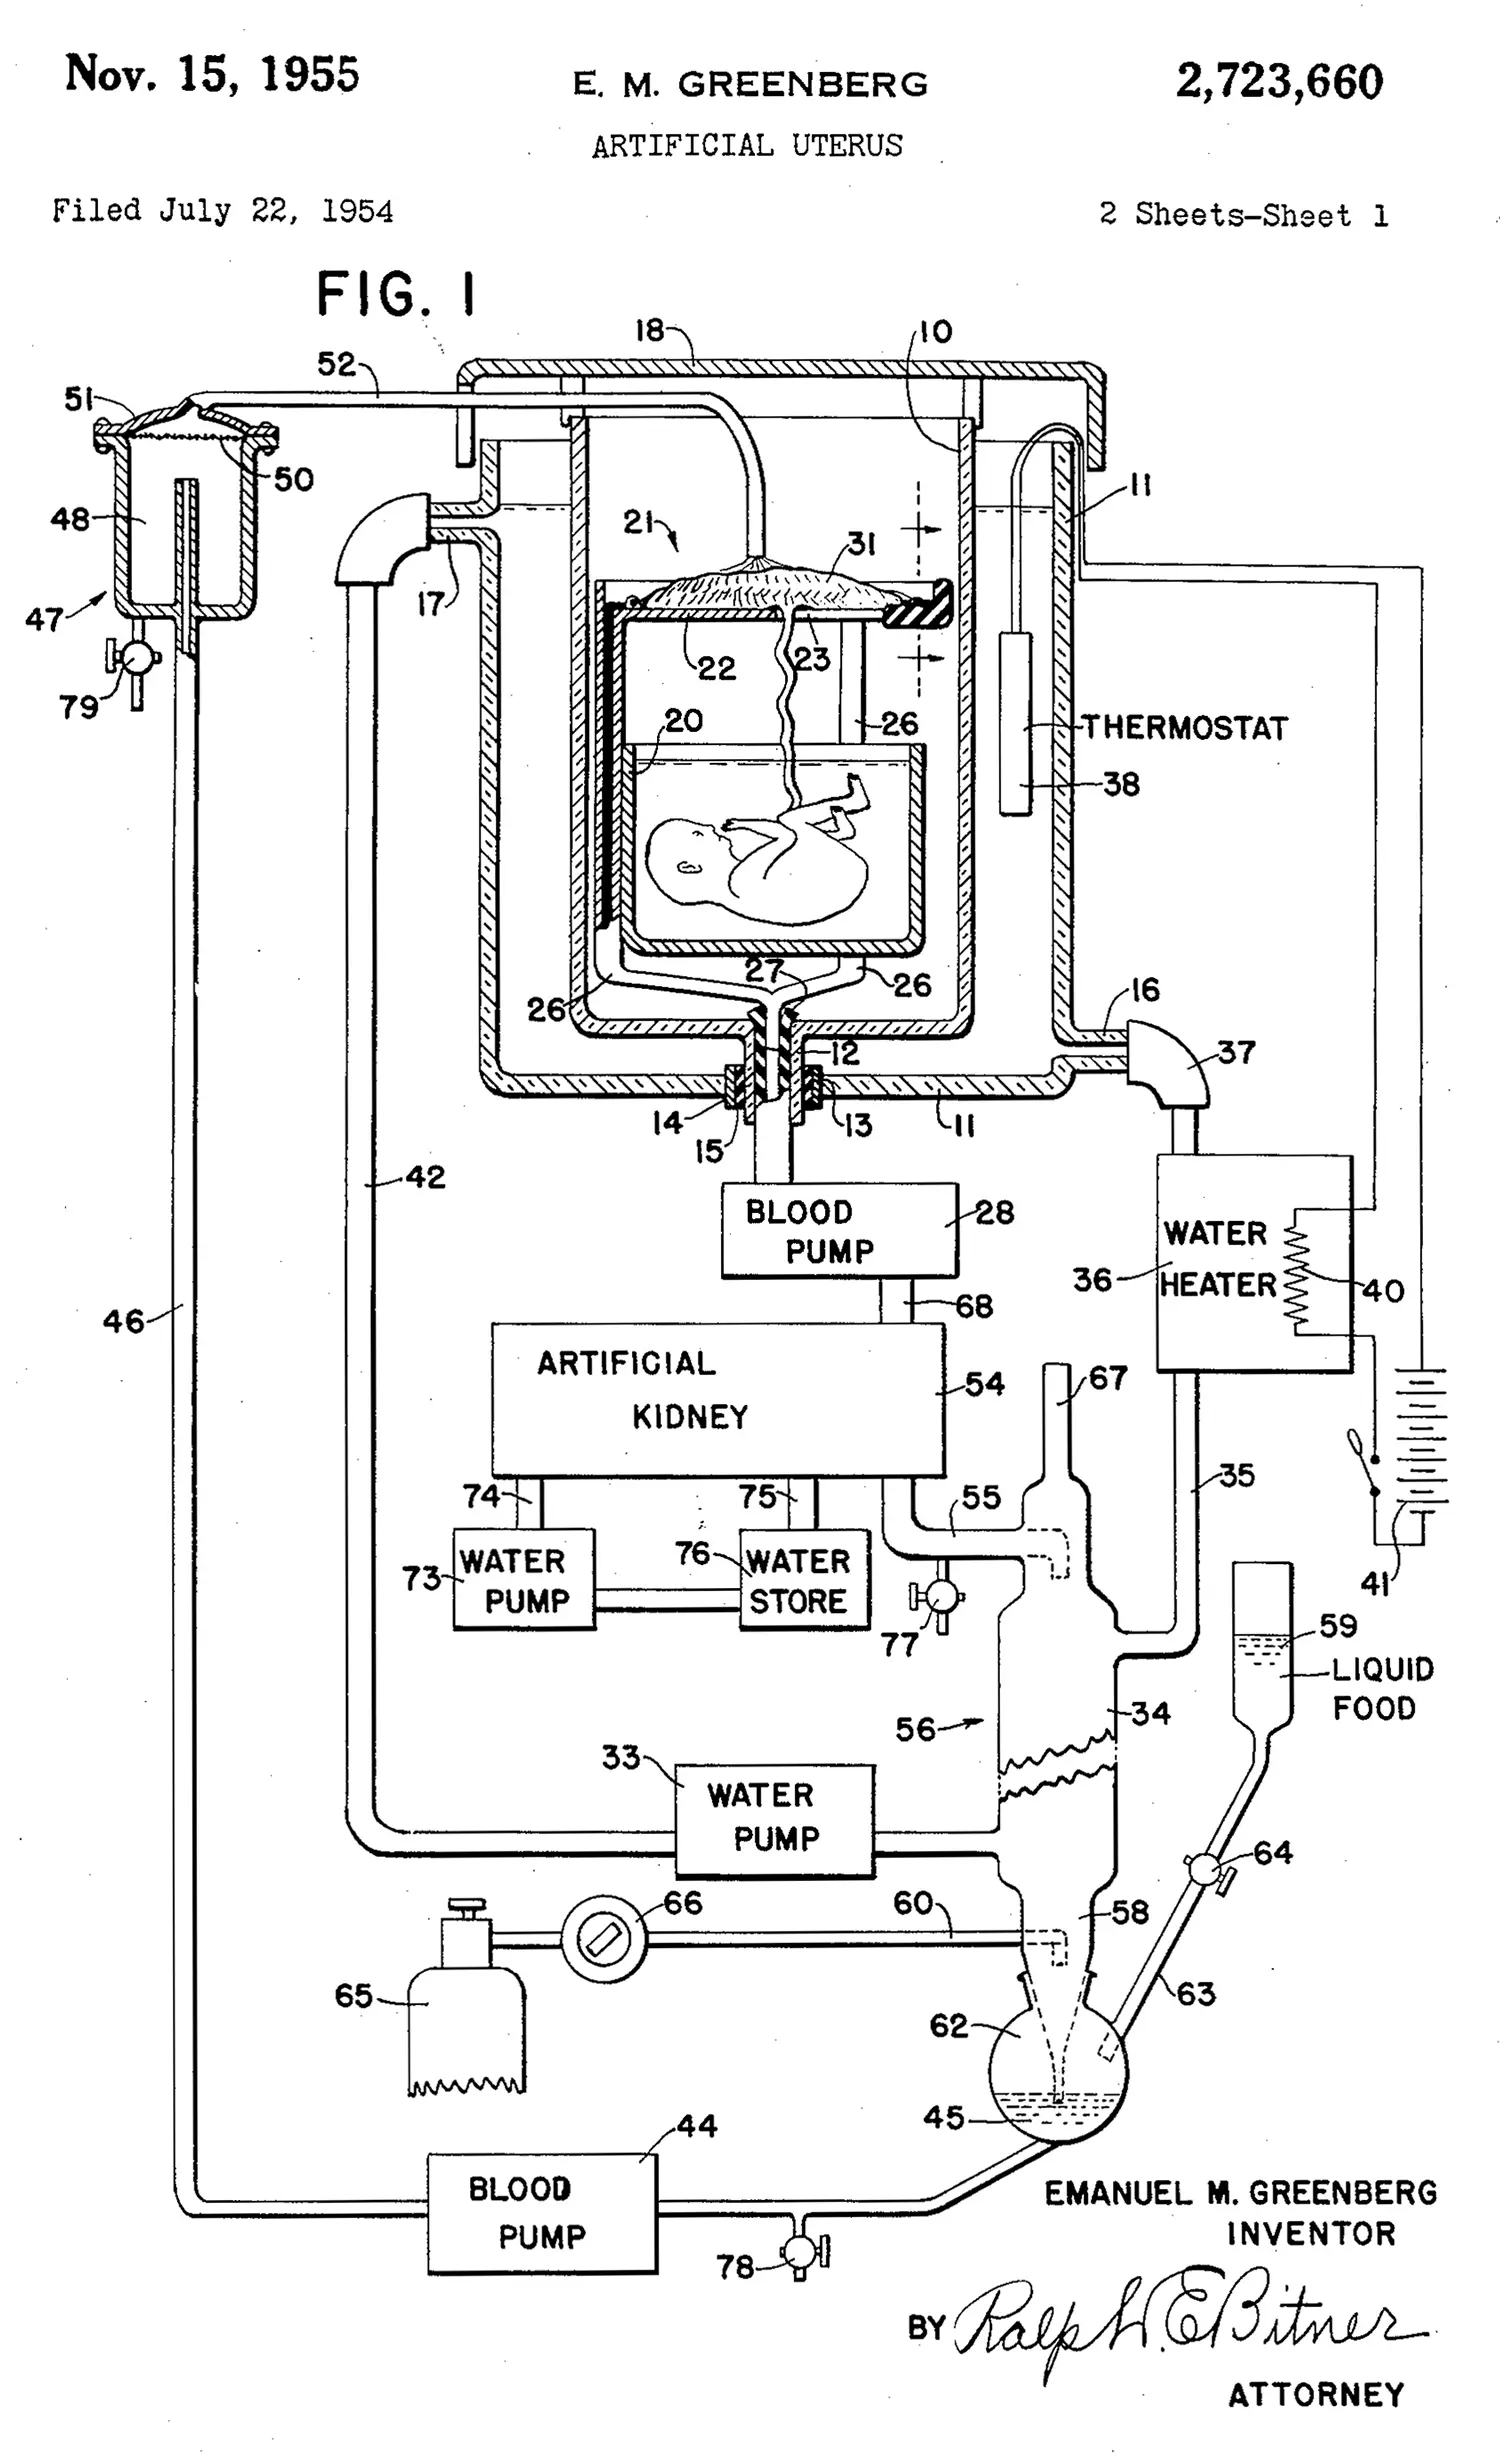 Nov. 15, 1955
E. M. GREENBERG
2,723,660
ARTIFICIAL UTERUS
Filed July 22, 1954
2 Sheets-Sheet 1
FIG. 1
18
10
52
51
50
11
48
21
31
47
17
22
23
79
20
26
THERMOSTAT
38
27
26
26
16
12
37
14
13
11
15
42
BLOOD
PUMP
28
WATER
HEATER
36
40
68
46
ARTIFICIAL
KIDNEY
54
67
74
75
55
35
73
WATER
PUMP
76
WATER
STORE
41
77
59
LIQUID
FOOD
56
34
33
WATER
PUMP
64
66
60
58
65
63
62
45
44
BLOOD
PUMP
78
EMANUEL M. GREENBERG
INVENTOR
BY Ralph E Bitner
ATTORNEY